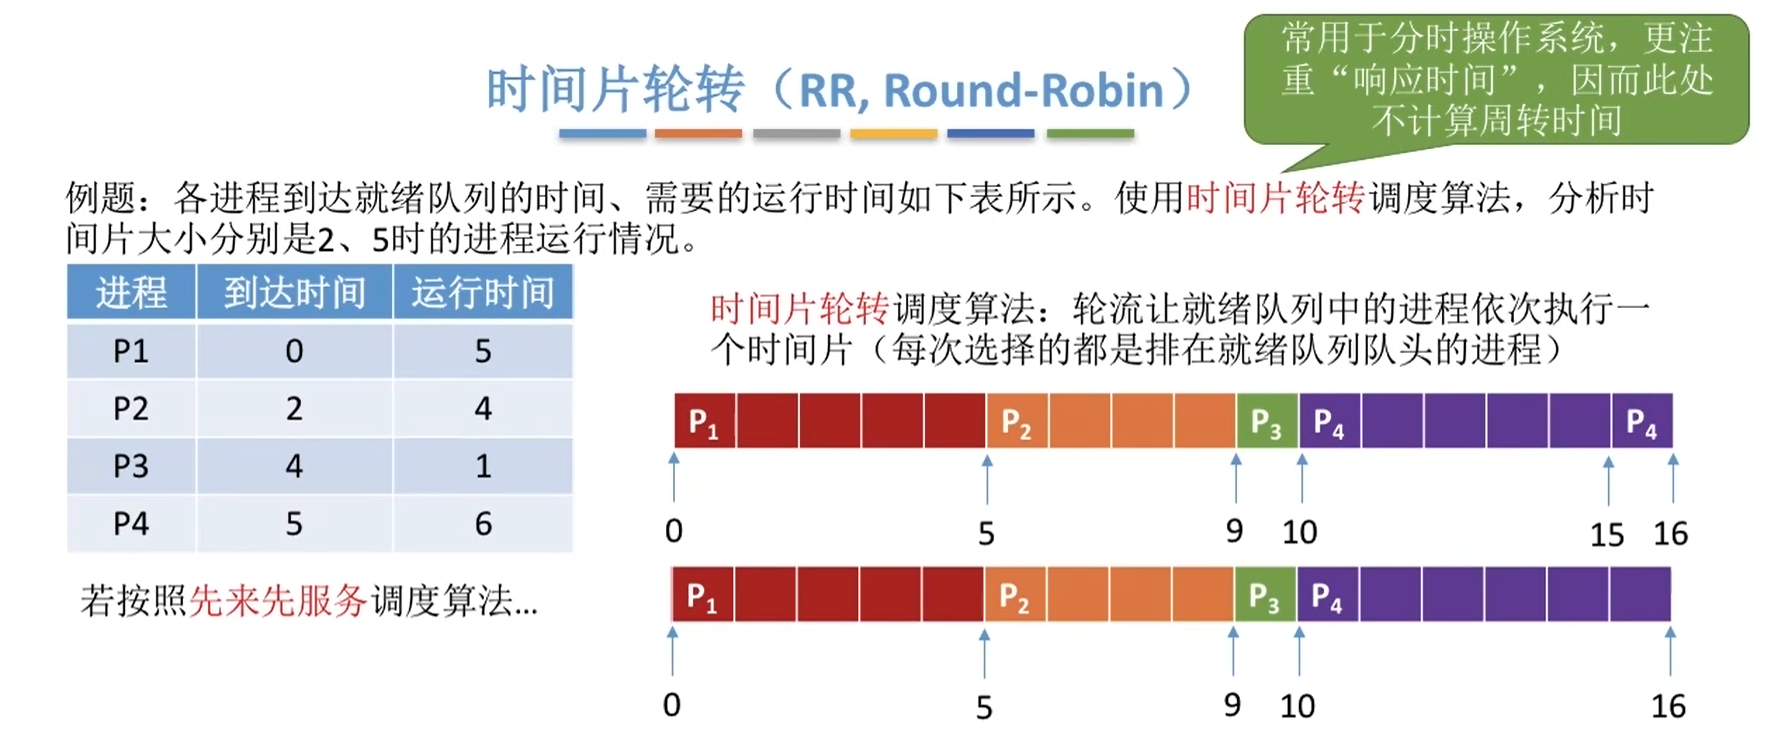 常用于分时操作系统，更注
重“响应时间”，因而此处
不计算周转时间
时间片轮转（RR, Round-Robin）
例题：各进程到达就绪队列的时间、需要的运行时间如下表所示。使用时间片轮转调度算法，分析时
间片大小分别是2、5时的进程运行情况。
进程 到达时间 运行时间
P1 0 5
P2 2 4
P3 4 1
P4 5 6
时间片轮转调度算法：轮流让就绪队列中的进程依次执行一
个时间片（每次选择的都是排在就绪队列队头的进程）
P1 P2 P3 P4 P4
0 5 9 10 15 16
若按照先来先服务调度算法...
P1 P2 P3 P4
0 5 9 10 16